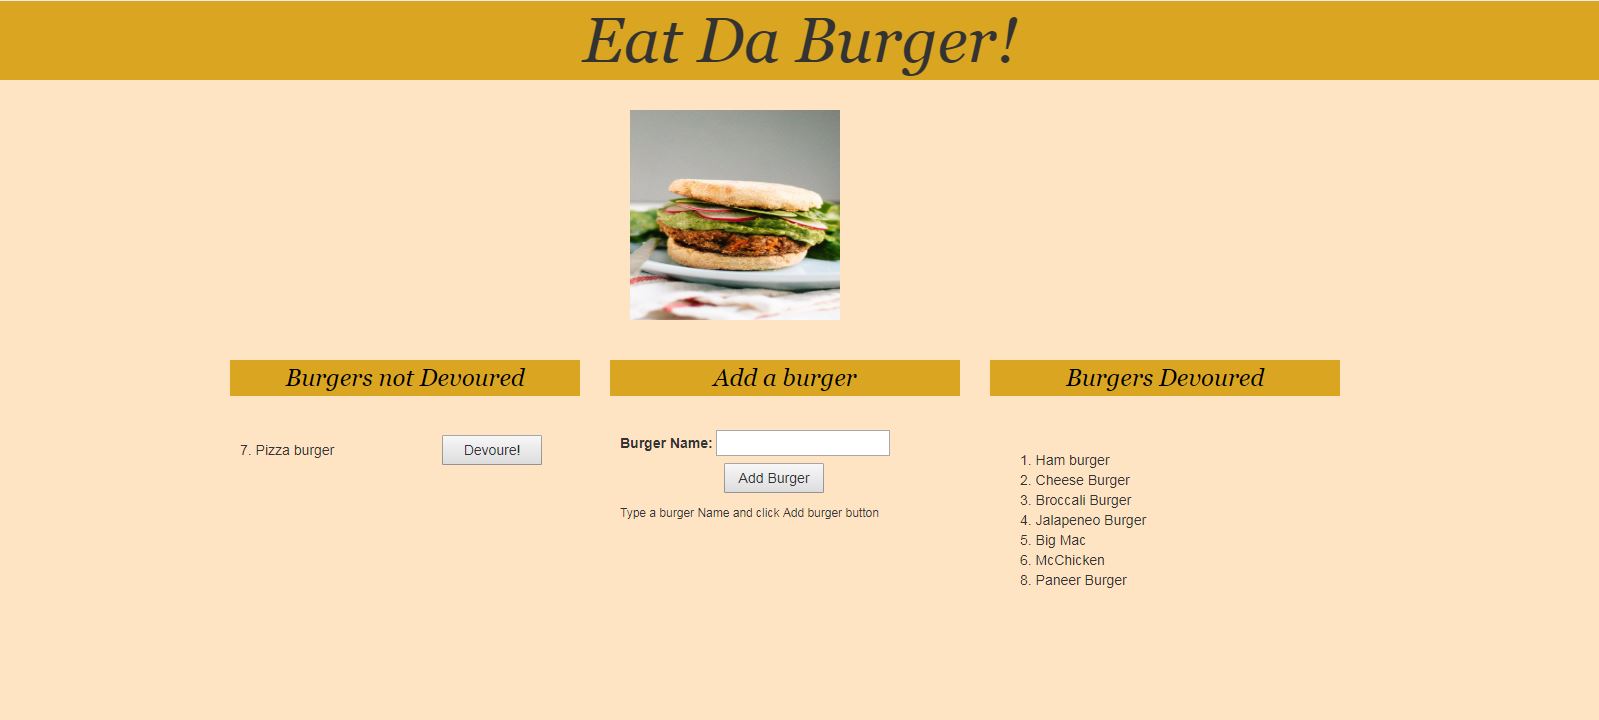 Eat Da Burger!
Burgers not Devoured
7. Pizza burger
Devoure!
Add a burger
Burger Name:
Add Burger
Type a burger Name and click Add burger button
Burgers Devoured
1. Ham burger
2. Cheese Burger
3. Broccali Burger
4. Jalapeneo Burger
5. Big Mac
6. McChicken
8. Paneer Burger